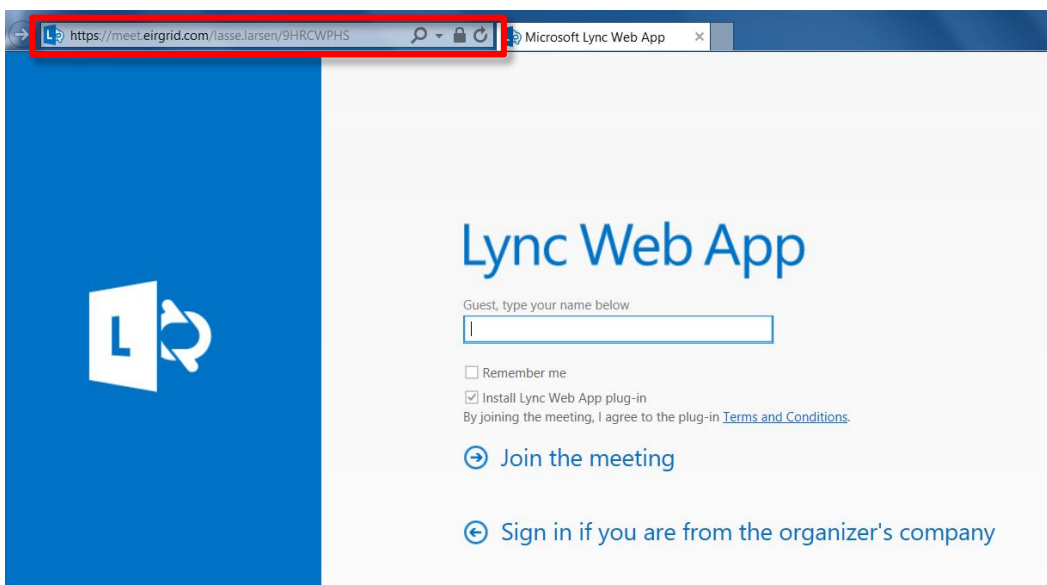 https://meet.eirgrid.com/lasse.larsen/9HRCWPHS
Microsoft Lync Web App
Lync Web App
Guest, type your name below
Remember me
Install Lync Web App plug-in
By joining the meeting, I agree to the plug-in Terms and Conditions.
Join the meeting
Sign in if you are from the organizer's company
L